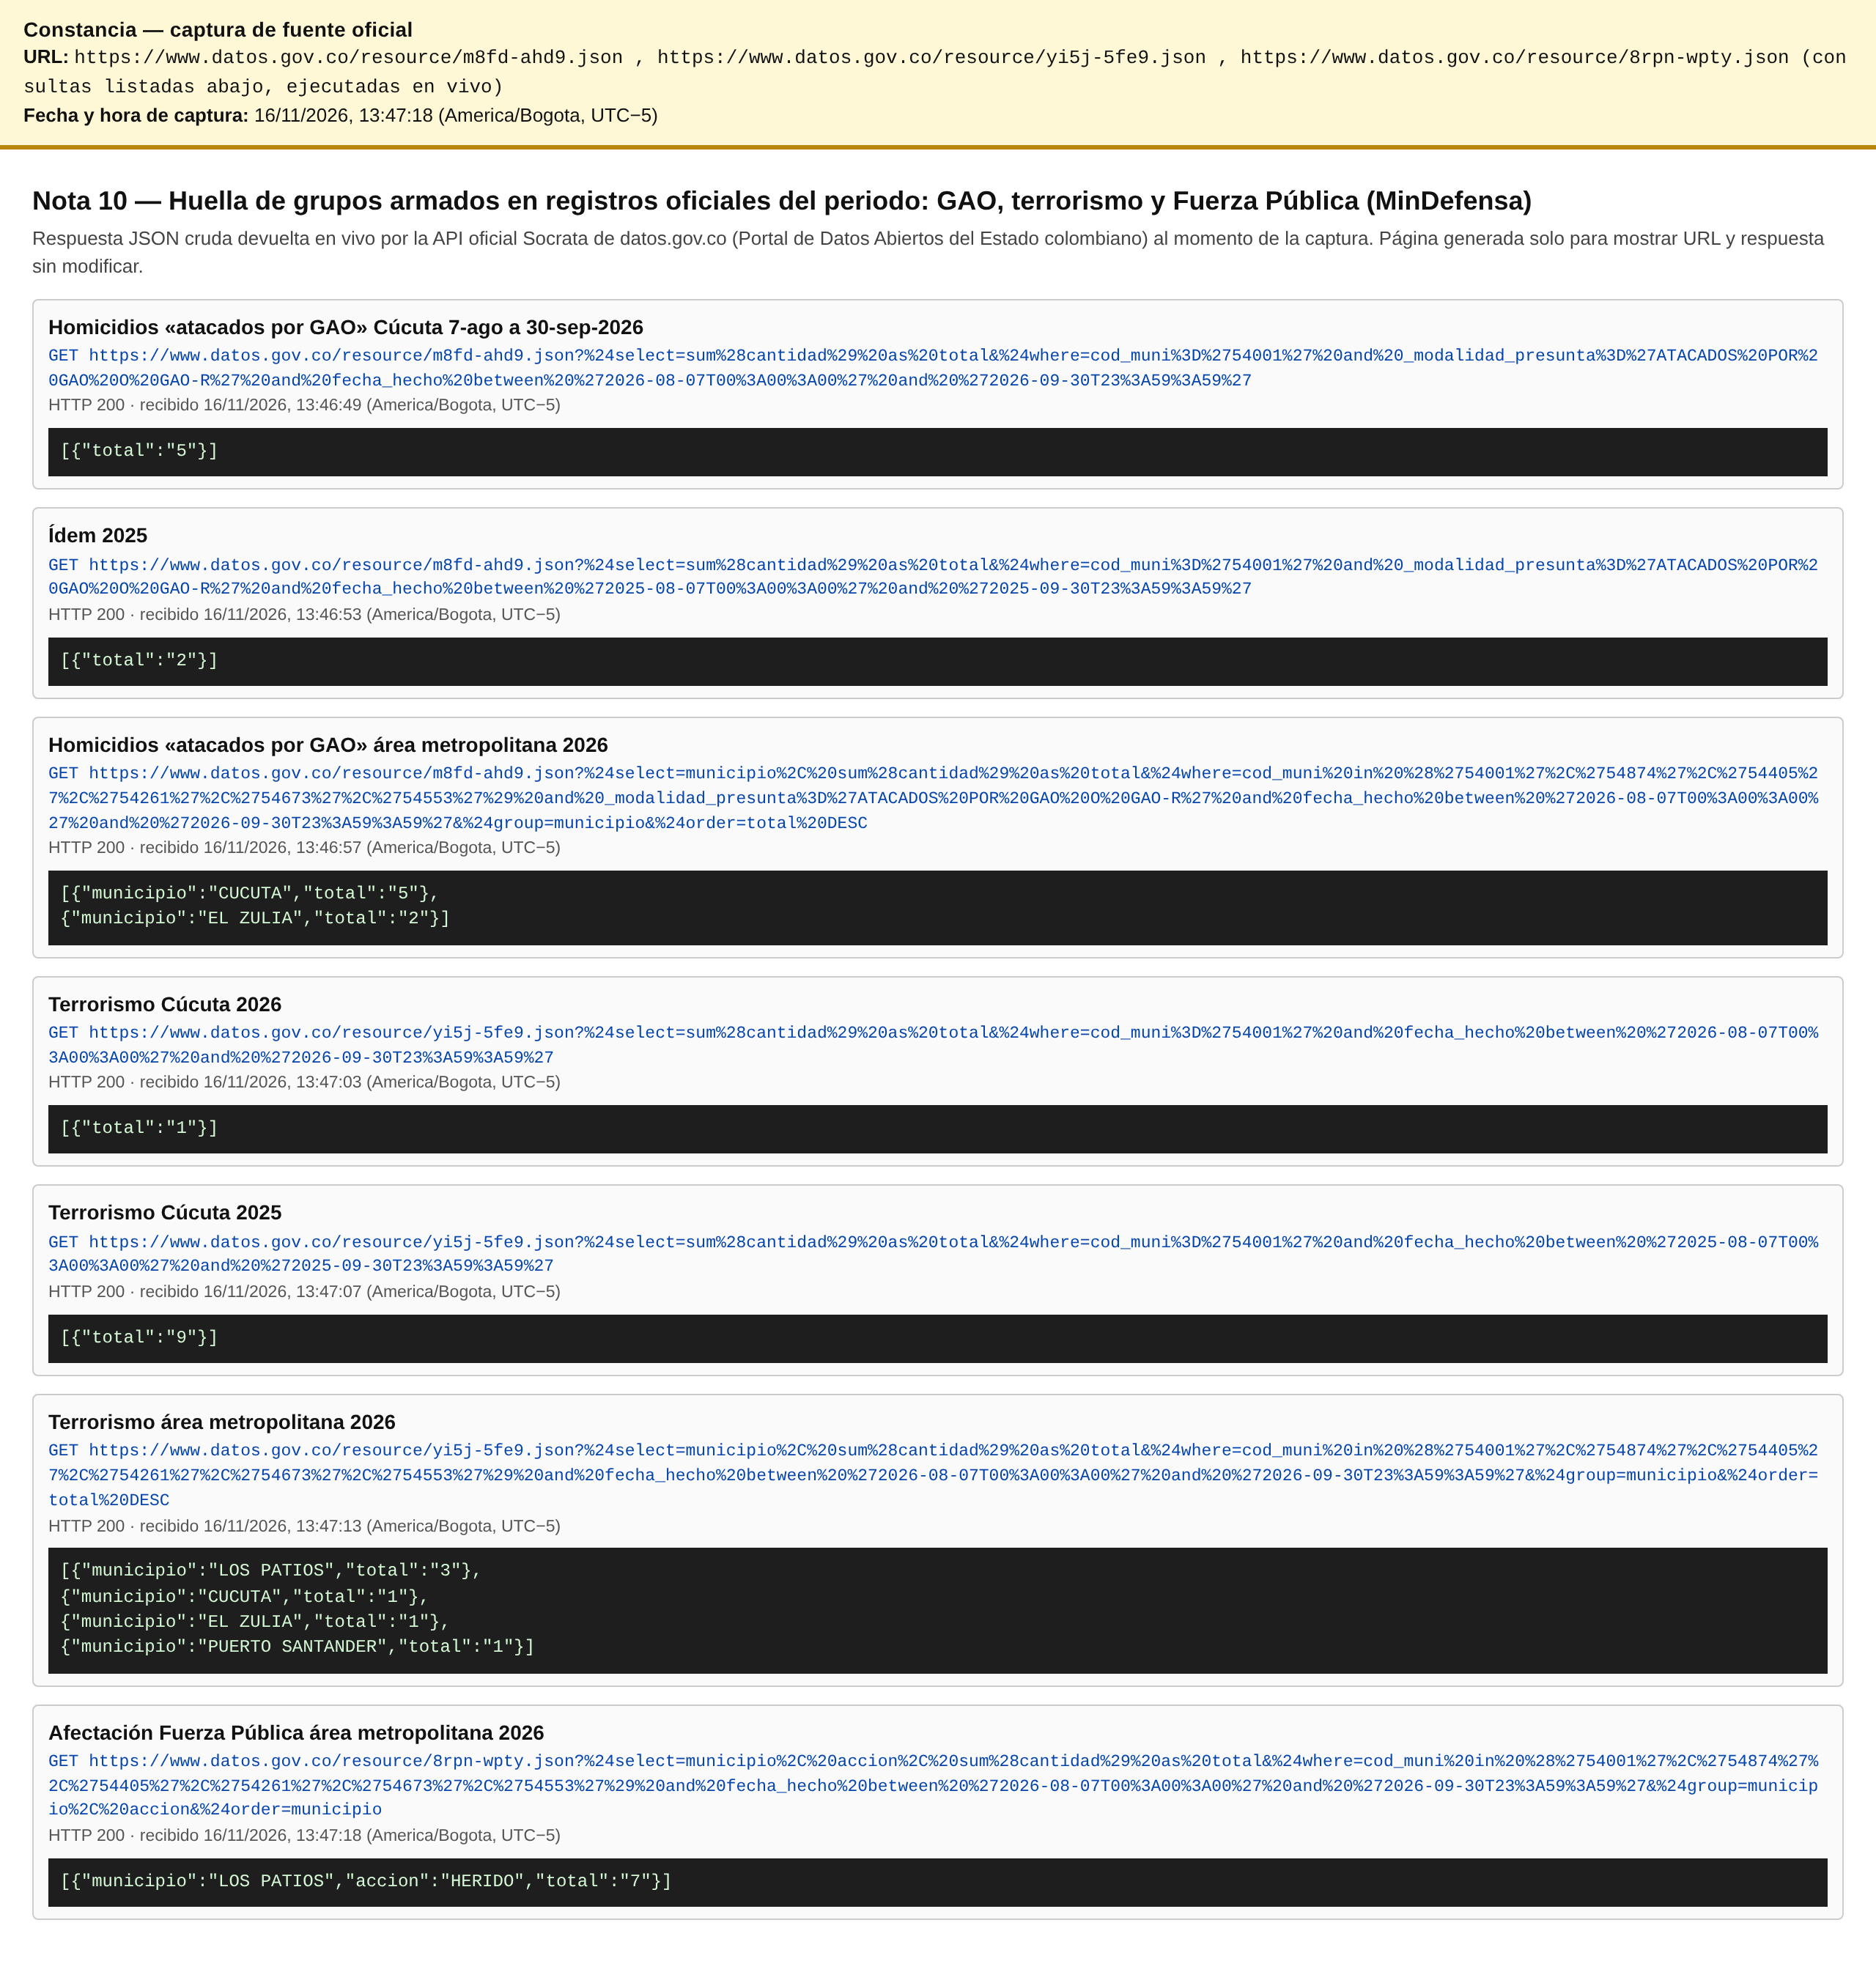 Constancia — captura de fuente oficial
URL: https://www.datos.gov.co/resource/m8fd-ahd9.json , https://www.datos.gov.co/resource/yi5j-5fe9.json , https://www.datos.gov.co/resource/8rpn-wpty.json (con
sultas listadas abajo, ejecutadas en vivo)
Fecha y hora de captura: 16/11/2026, 13:47:18 (America/Bogota, UTC−5)
Nota 10 — Huella de grupos armados en registros oficiales del periodo: GAO, terrorismo y Fuerza Pública (MinDefensa)
Respuesta JSON cruda devuelta en vivo por la API oficial Socrata de datos.gov.co (Portal de Datos Abiertos del Estado colombiano) al momento de la captura. Página generada solo para mostrar URL y respuesta
sin modificar.
Homicidios «atacados por GAO» Cúcuta 7-ago a 30-sep-2026
GET https://www.datos.gov.co/resource/m8fd-ahd9.json?%24select=sum%28cantidad%29%20as%20total&%24where=cod_muni%3D%2754001%27%20and%20_modalidad_presunta%3D%27ATACADOS%20POR%2
0GAO%20O%20GAO-R%27%20and%20fecha_hecho%20between%20%272026-08-07T00%3A00%3A00%27%20and%20%272026-09-30T23%3A59%3A59%27
HTTP 200 · recibido 16/11/2026, 13:46:49 (America/Bogota, UTC−5)
[{"total":"5"}]
Ídem 2025
GET https://www.datos.gov.co/resource/m8fd-ahd9.json?%24select=sum%28cantidad%29%20as%20total&%24where=cod_muni%3D%2754001%27%20and%20_modalidad_presunta%3D%27ATACADOS%20POR%2
0GAO%20O%20GAO-R%27%20and%20fecha_hecho%20between%20%272025-08-07T00%3A00%3A00%27%20and%20%272025-09-30T23%3A59%3A59%27
HTTP 200 · recibido 16/11/2026, 13:46:53 (America/Bogota, UTC−5)
[{"total":"2"}]
Homicidios «atacados por GAO» área metropolitana 2026
GET https://www.datos.gov.co/resource/m8fd-ahd9.json?%24select=municipio%2C%20sum%28cantidad%29%20as%20total&%24where=cod_muni%20in%20%28%2754001%27%2C%2754874%27%2C%2754405%2
7%2C%2754261%27%2C%2754673%27%2C%2754553%27%29%20and%20_modalidad_presunta%3D%27ATACADOS%20POR%20GAO%20O%20GAO-R%27%20and%20fecha_hecho%20between%20%272026-08-07T00%3A00%3A00%
27%20and%20%272026-09-30T23%3A59%3A59%27&%24group=municipio&%24order=total%20DESC
HTTP 200 · recibido 16/11/2026, 13:46:57 (America/Bogota, UTC−5)
[{"municipio":"CUCUTA","total":"5"},
{"municipio":"EL ZULIA","total":"2"}]
Terrorismo Cúcuta 2026
GET https://www.datos.gov.co/resource/yi5j-5fe9.json?%24select=sum%28cantidad%29%20as%20total&%24where=cod_muni%3D%2754001%27%20and%20fecha_hecho%20between%20%272026-08-07T00%
3A00%3A00%27%20and%20%272026-09-30T23%3A59%3A59%27
HTTP 200 · recibido 16/11/2026, 13:47:03 (America/Bogota, UTC−5)
[{"total":"1"}]
Terrorismo Cúcuta 2025
GET https://www.datos.gov.co/resource/yi5j-5fe9.json?%24select=sum%28cantidad%29%20as%20total&%24where=cod_muni%3D%2754001%27%20and%20fecha_hecho%20between%20%272025-08-07T00%
3A00%3A00%27%20and%20%272025-09-30T23%3A59%3A59%27
HTTP 200 · recibido 16/11/2026, 13:47:07 (America/Bogota, UTC−5)
[{"total":"9"}]
Terrorismo área metropolitana 2026
GET https://www.datos.gov.co/resource/yi5j-5fe9.json?%24select=municipio%2C%20sum%28cantidad%29%20as%20total&%24where=cod_muni%20in%20%28%2754001%27%2C%2754874%27%2C%2754405%2
7%2C%2754261%27%2C%2754673%27%2C%2754553%27%29%20and%20fecha_hecho%20between%20%272026-08-07T00%3A00%3A00%27%20and%20%272026-09-30T23%3A59%3A59%27&%24group=municipio&%24order=
total%20DESC
HTTP 200 · recibido 16/11/2026, 13:47:13 (America/Bogota, UTC−5)
[{"municipio":"LOS PATIOS","total":"3"},
{"municipio":"CUCUTA","total":"1"},
{"municipio":"EL ZULIA","total":"1"},
{"municipio":"PUERTO SANTANDER","total":"1"}]
Afectación Fuerza Pública área metropolitana 2026
GET https://www.datos.gov.co/resource/8rpn-wpty.json?%24select=municipio%2C%20accion%2C%20sum%28cantidad%29%20as%20total&%24where=cod_muni%20in%20%28%2754001%27%2C%2754874%27%
2C%2754405%27%2C%2754261%27%2C%2754673%27%2C%2754553%27%29%20and%20fecha_hecho%20between%20%272026-08-07T00%3A00%3A00%27%20and%20%272026-09-30T23%3A59%3A59%27&%24group=municip
io%2C%20accion&%24order=municipio
HTTP 200 · recibido 16/11/2026, 13:47:18 (America/Bogota, UTC−5)
[{"municipio":"LOS PATIOS","accion":"HERIDO","total":"7"}]